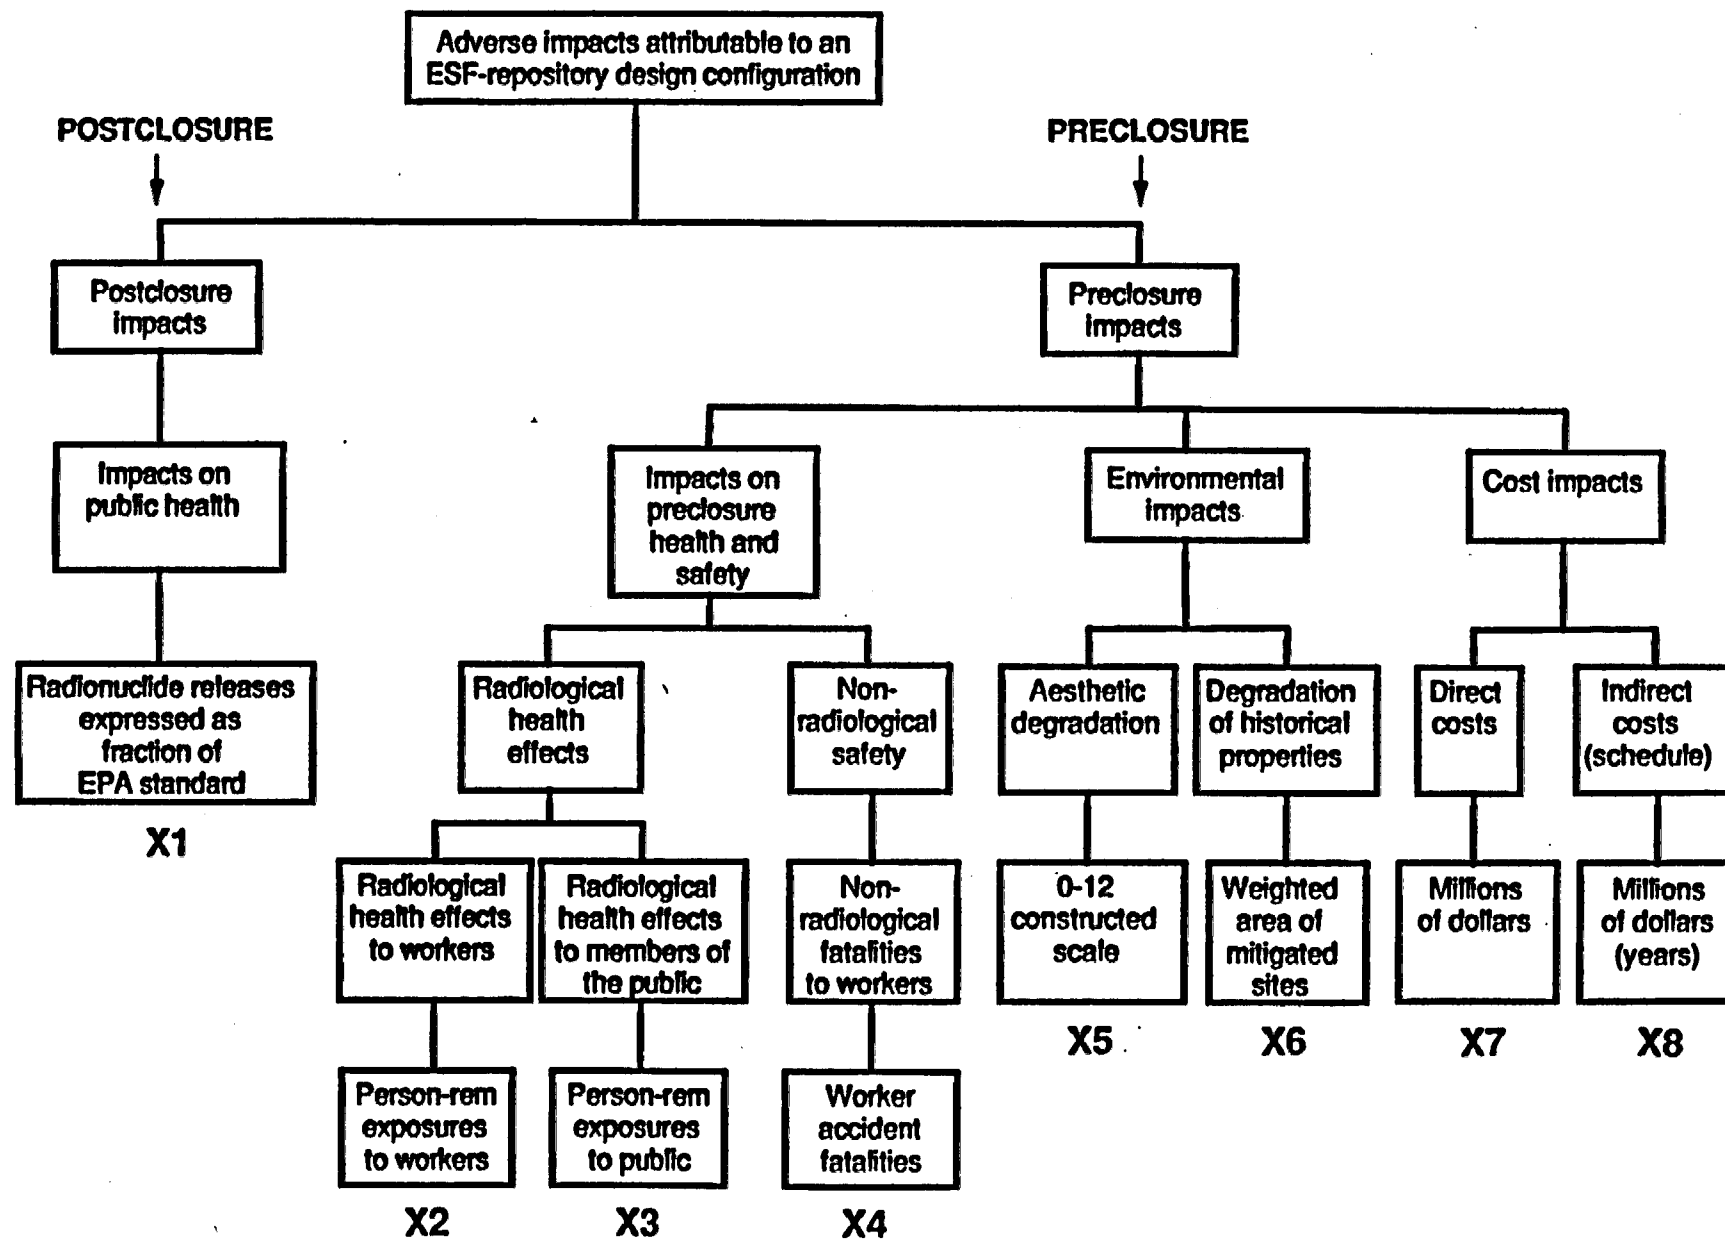 Adverse impacts attributable to an
ESF-repository design configuration
POSTCLOSURE
PRECLOSURE
Postclosure
impacts
Preclosure
impacts
Impacts on
public health
Impacts on
preclosure
health and
safety
Environmental
impacts
Cost impacts
Radionuclide releases
expressed as
fraction of
EPA standard
X1
Radiological
health
effects
Non-
radiological
safety
Aesthetic
degradation
Degradation
of historical
properties
Direct
costs
Indirect
costs
(schedule)
Radiological
health effects
to workers
Radiological
health effects
to members of
the public
Non-
radiological
fatalities
to workers
0-12
constructed
scale
Weighted
area of
mitigated
sites
Millions
of dollars
Millions
of dollars
(years)
X5
X6
X7
X8
Person-rem
exposures
to workers
Person-rem
exposures
to public
Worker
accident
fatalities
X2
X3
X4